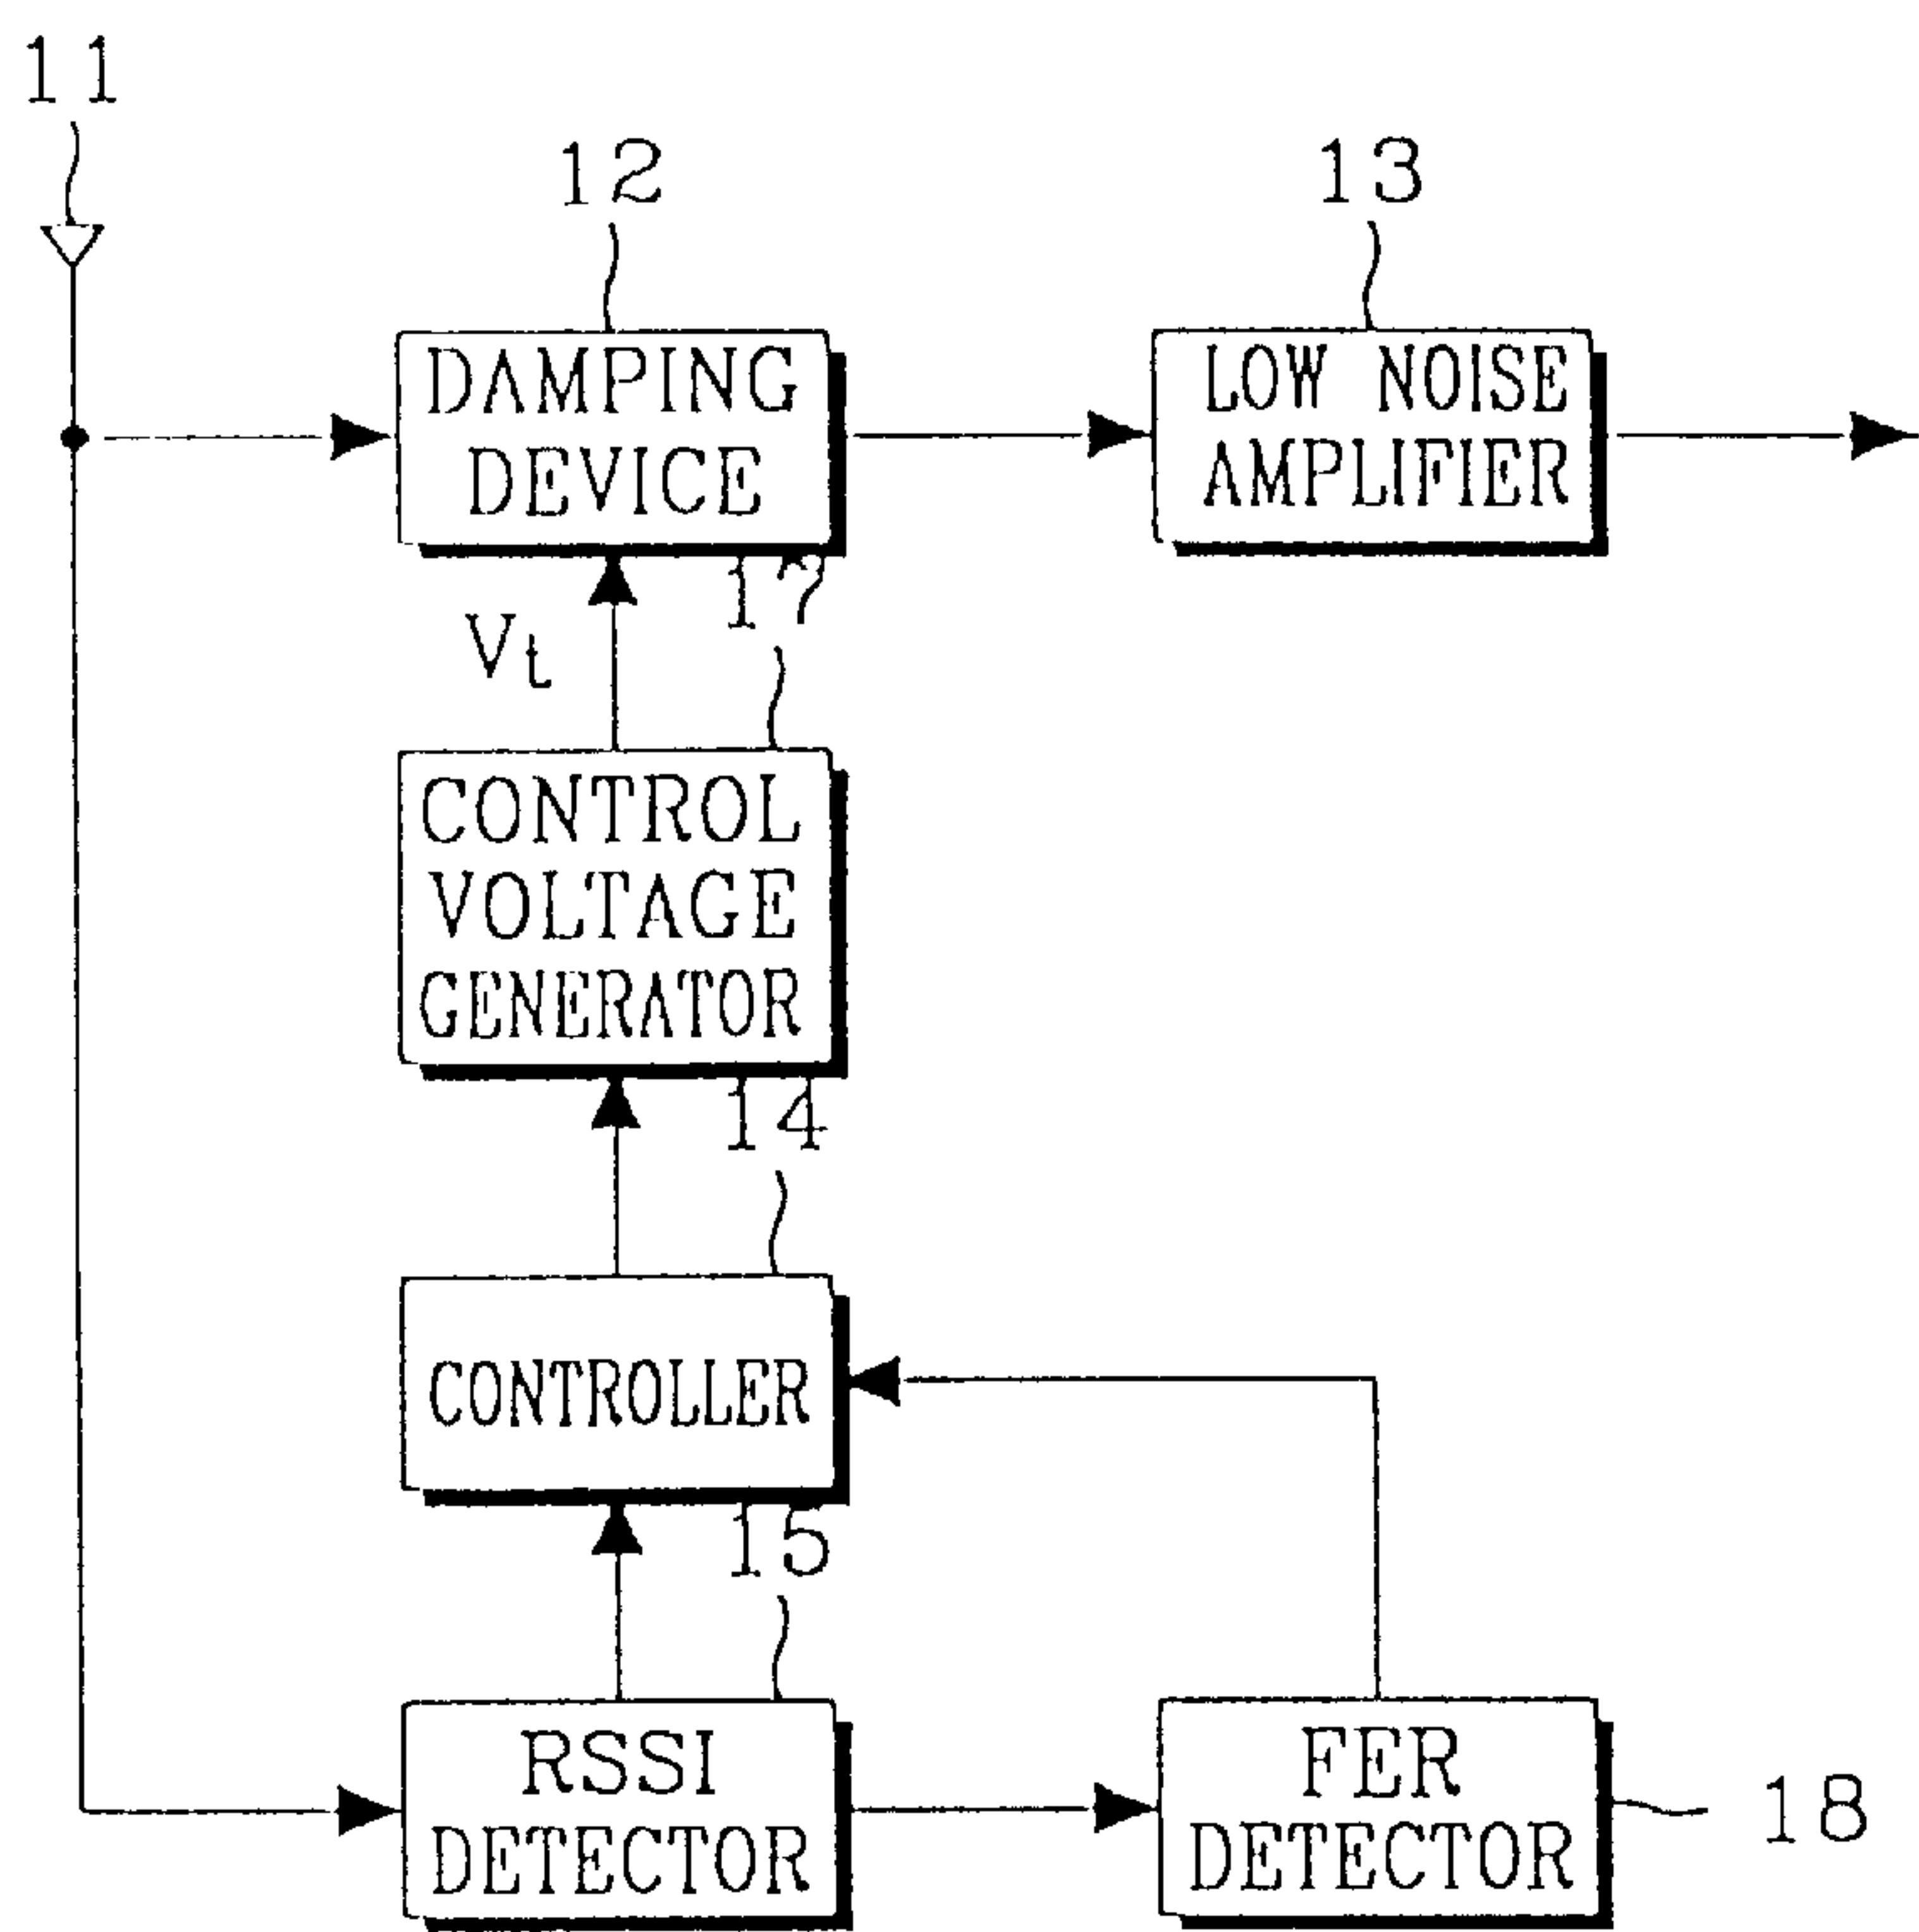 11
12
13
DAMPING
DEVICE
LOW NOISE
AMPLIFIER
17
Vt
CONTROL
VOLTAGE
GENERATOR
14
CONTROLLER
15
RSSI
DETECTOR
FER
DETECTOR
18